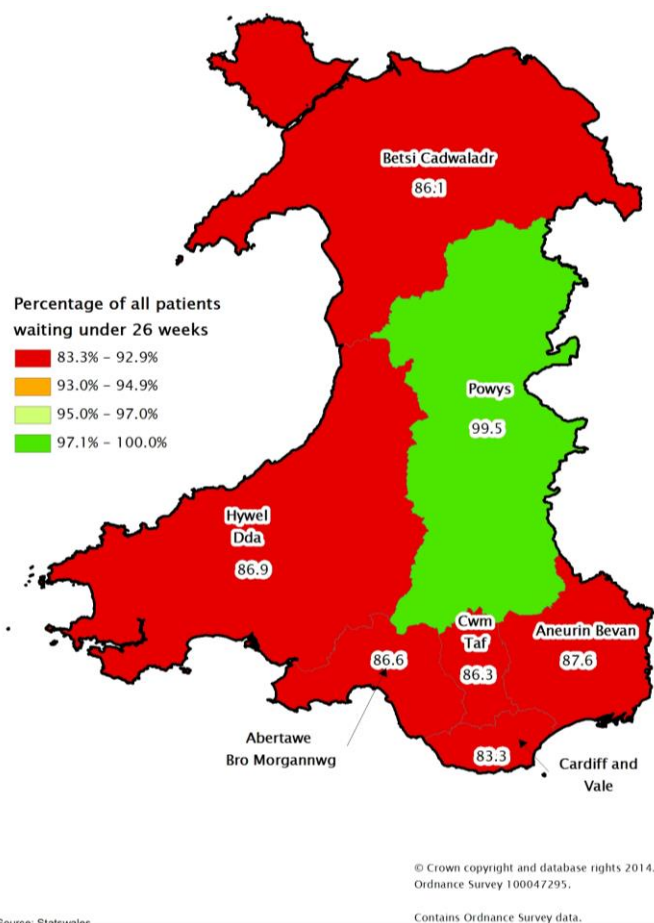 Betsi Cadwaladr
86.1
Percentage of all patients
waiting under 26 weeks
83.3% – 92.9%
93.0% – 94.9%
95.0% – 97.0%
97.1% – 100.0%
Powys
99.5
Hywel
Dda
86.9
Cwm
Taf
86.3
Aneurin Bevan
87.6
86.6
Abertawe
Bro Morgannwg
83.3
Cardiff and
Vale
© Crown copyright and database rights 2014.
Ordnance Survey 100047295.
Contains Ordnance Survey data.
Source: Statswales